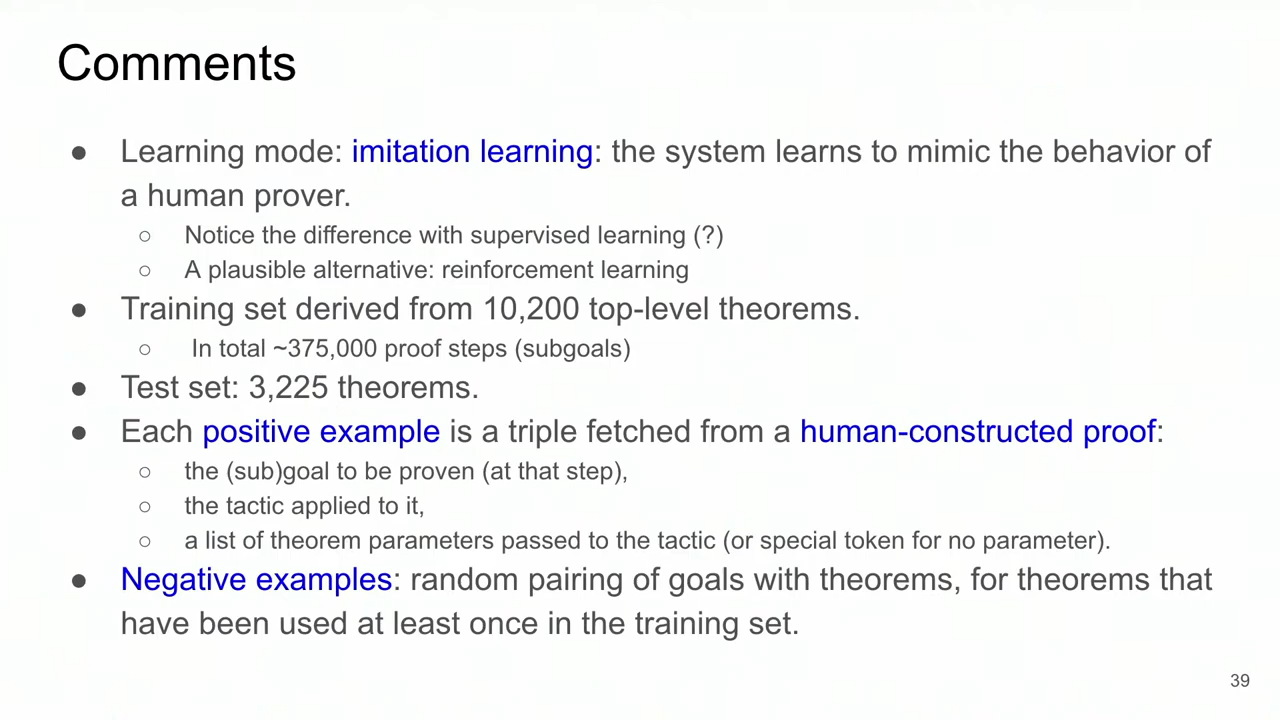 Comments
● Learning mode: imitation learning: the system learns to mimic the behavior of
a human prover.
○ Notice the difference with supervised learning (?)
○ A plausible alternative: reinforcement learning
● Training set derived from 10,200 top-level theorems.
○ In total ~375,000 proof steps (subgoals)
● Test set: 3,225 theorems.
● Each positive example is a triple fetched from a human-constructed proof:
○ the (sub)goal to be proven (at that step),
○ the tactic applied to it,
○ a list of theorem parameters passed to the tactic (or special token for no parameter).
● Negative examples: random pairing of goals with theorems, for theorems that
have been used at least once in the training set.
39